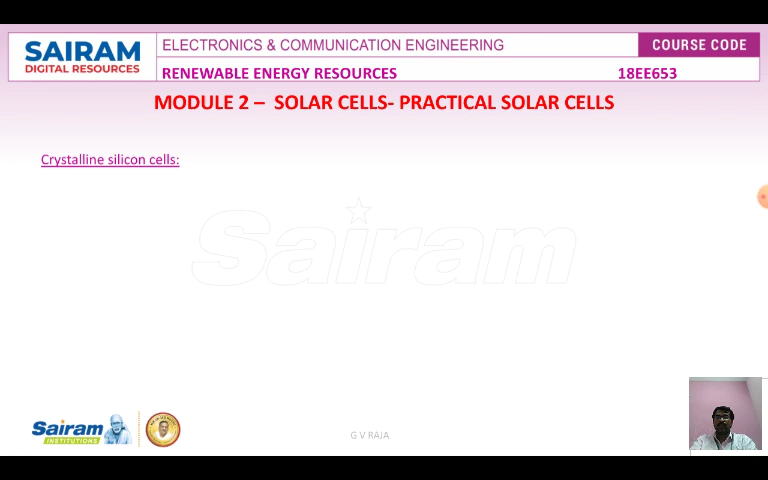 SAIRAM
DIGITAL RESOURCES
ELECTRONICS & COMMUNICATION ENGINEERING
COURSE CODE
RENEWABLE ENERGY RESOURCES
18EE653
MODULE 2 – SOLAR CELLS- PRACTICAL SOLAR CELLS
Crystalline silicon cells:
Sairam
Sairam
INSTITUTIONS
G V RAJA